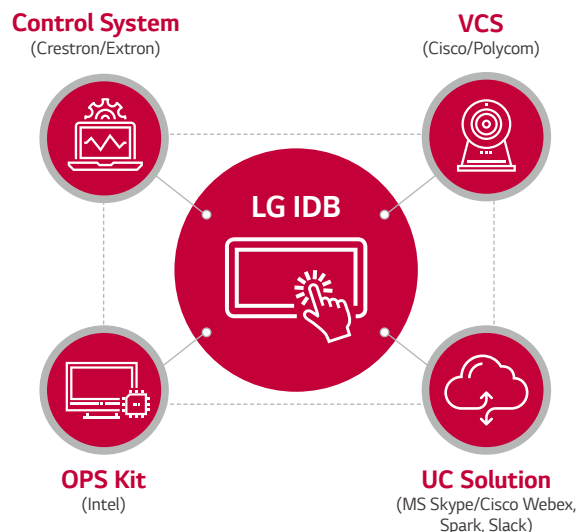 Control System
(Crestron/Extron)
VCS
(Cisco/Polycom)
LG IDB
OPS Kit
(Intel)
UC Solution
(MS Skype/Cisco Webex,
Spark, Slack)